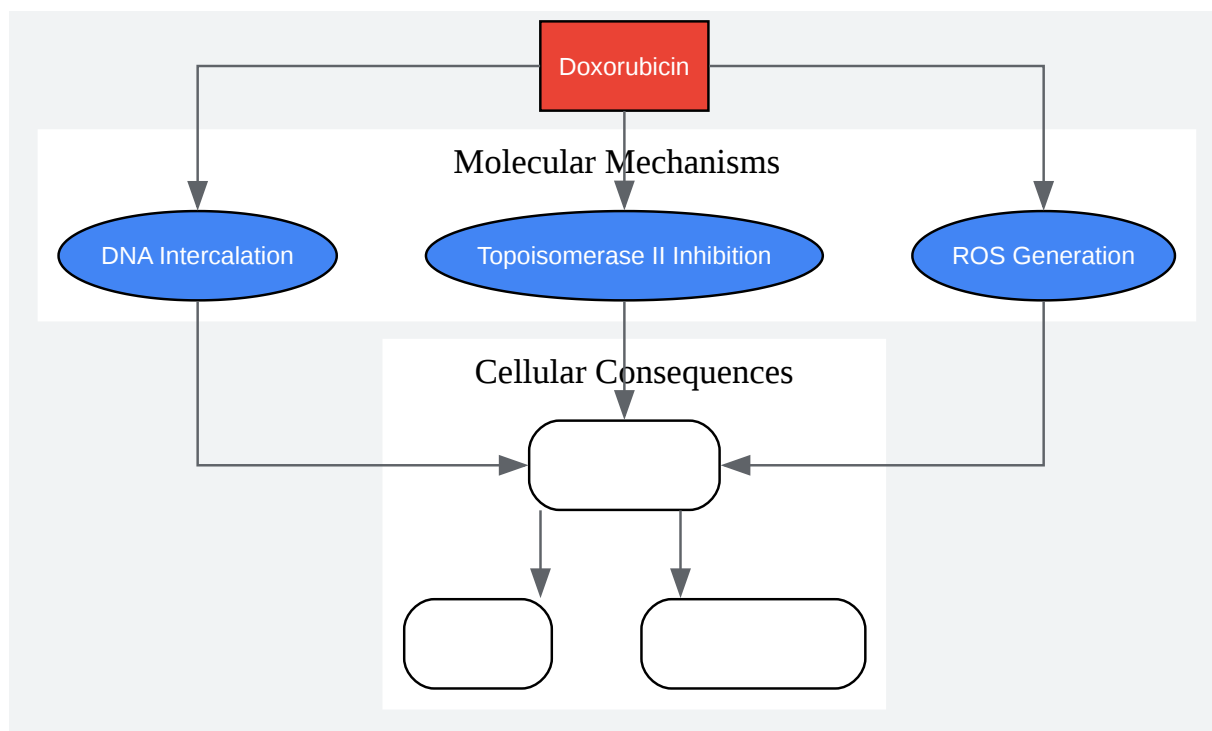 Doxorubicin
Molecular Mechanisms
DNA Intercalation
Topoisomerase II Inhibition
ROS Generation
Cellular Consequences